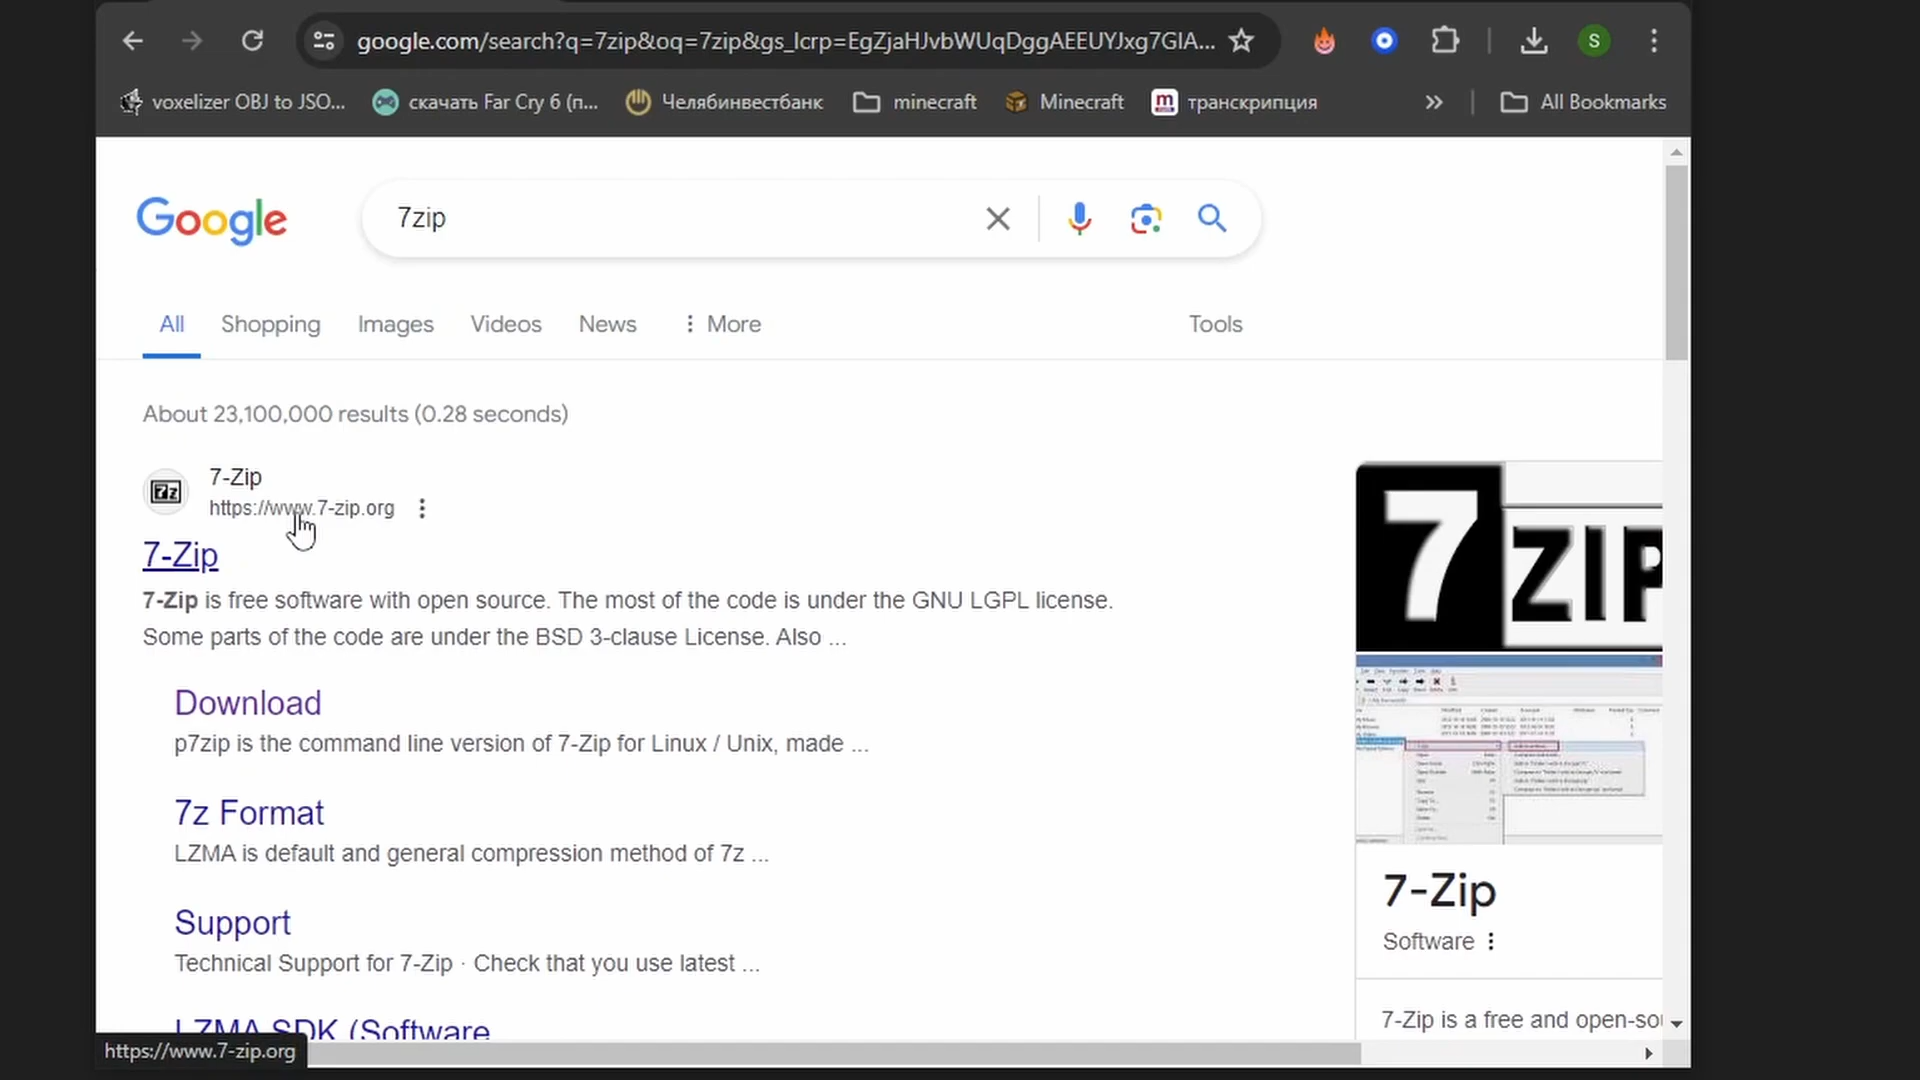 google.com/search?q=7zip&oq=7zip&gs_lcrp=EgZjaHJvbWUqDggAEEUYJxg7GIA...
S
voxelizer OBJ to JSO...
скачать Far Cry 6 (п...
Челябинвестбанк
minecraft
Minecraft
m
транскрипция
All Bookmarks
Google
7zip
All
Shopping
Images
Videos
News
More
Tools
About 23,100,000 results (0.28 seconds)
7z
7-Zip
https://www.7-zip.org
7-Zip
7-Zip is free software with open source. The most of the code is under the GNU LGPL license.
Some parts of the code are under the BSD 3-clause License. Also ...
Download
p7zip is the command line version of 7-Zip for Linux / Unix, made ...
7z Format
LZMA is default and general compression method of 7z ...
Support
Technical Support for 7-Zip · Check that you use latest ...
LZMA SDK (Software
7ZIP
7-Zip
Software
7-Zip is a free and open-so
https://www.7-zip.org